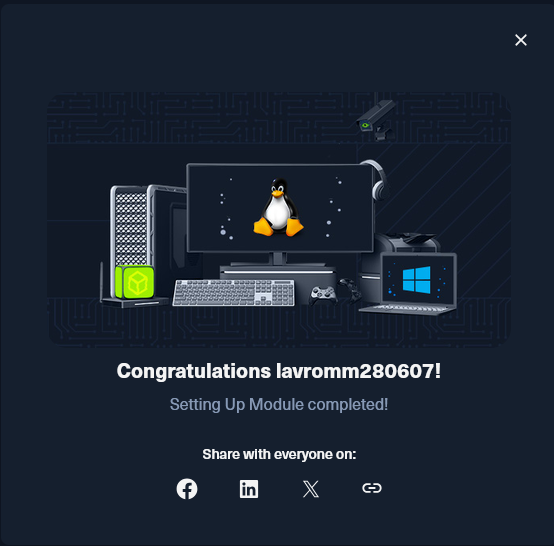 Congratulations lavromm280607!
Setting Up Module completed!
Share with everyone on: